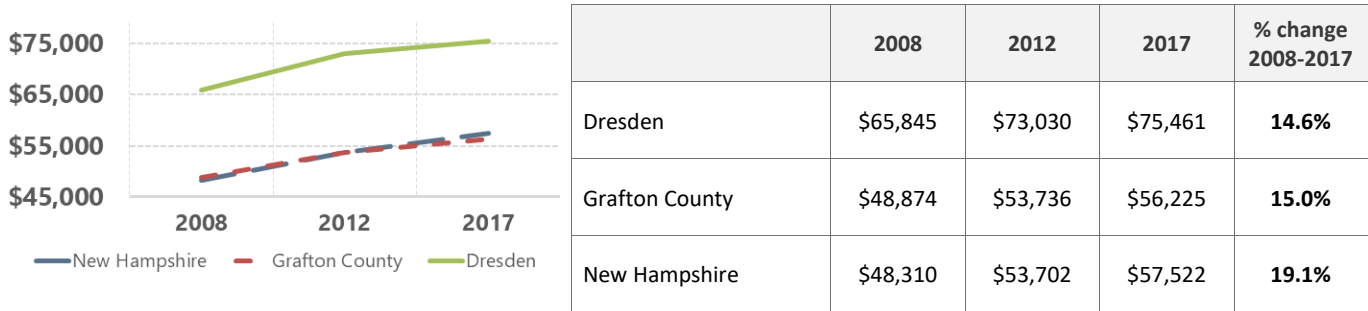 $75,000
$65,000
$55,000
$45,000
2008 2012 2017
New Hampshire Grafton County Dresden
2008 2012 2017 % change
2008-2017
Dresden $65,845 $73,030 $75,461 14.6%
Grafton County $48,874 $53,736 $56,225 15.0%
New Hampshire $48,310 $53,702 $57,522 19.1%